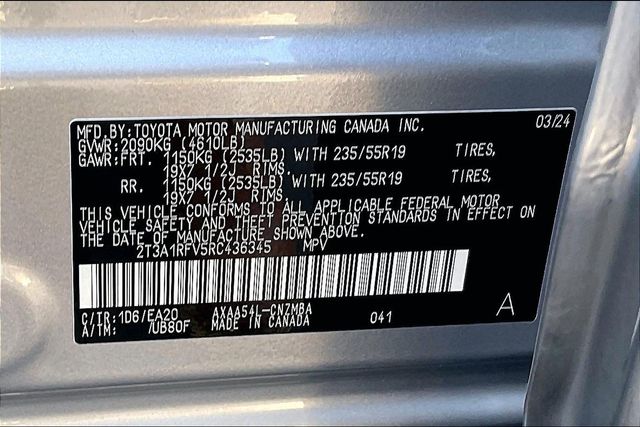 MFD. BY: TOYOTA MOTOR MANUFACTURING CANADA INC. 03/24
GVWR: 2090KG (4610LB)
GAWR: FRT. 1150KG (2535LB) WITH 235/55R19 TIRES,
19X7 1/2J RIMS.
RR. 1150KG (2535LB) WITH 235/55R19 TIRES,
19X7 1/2J RIMS.
THIS VEHICLE CONFORMS TO ALL APPLICABLE FEDERAL MOTOR
VEHICLE SAFETY AND THEFT PREVENTION STANDARDS IN EFFECT ON
THE DATE OF MANUFACTURE SHOWN ABOVE.
2T3A1RFV5RC436345 MPV
C/TR: 1D6/EA20 AXAA54L-CNZMBA 041 A
A/TM: /UB80F MADE IN CANADA